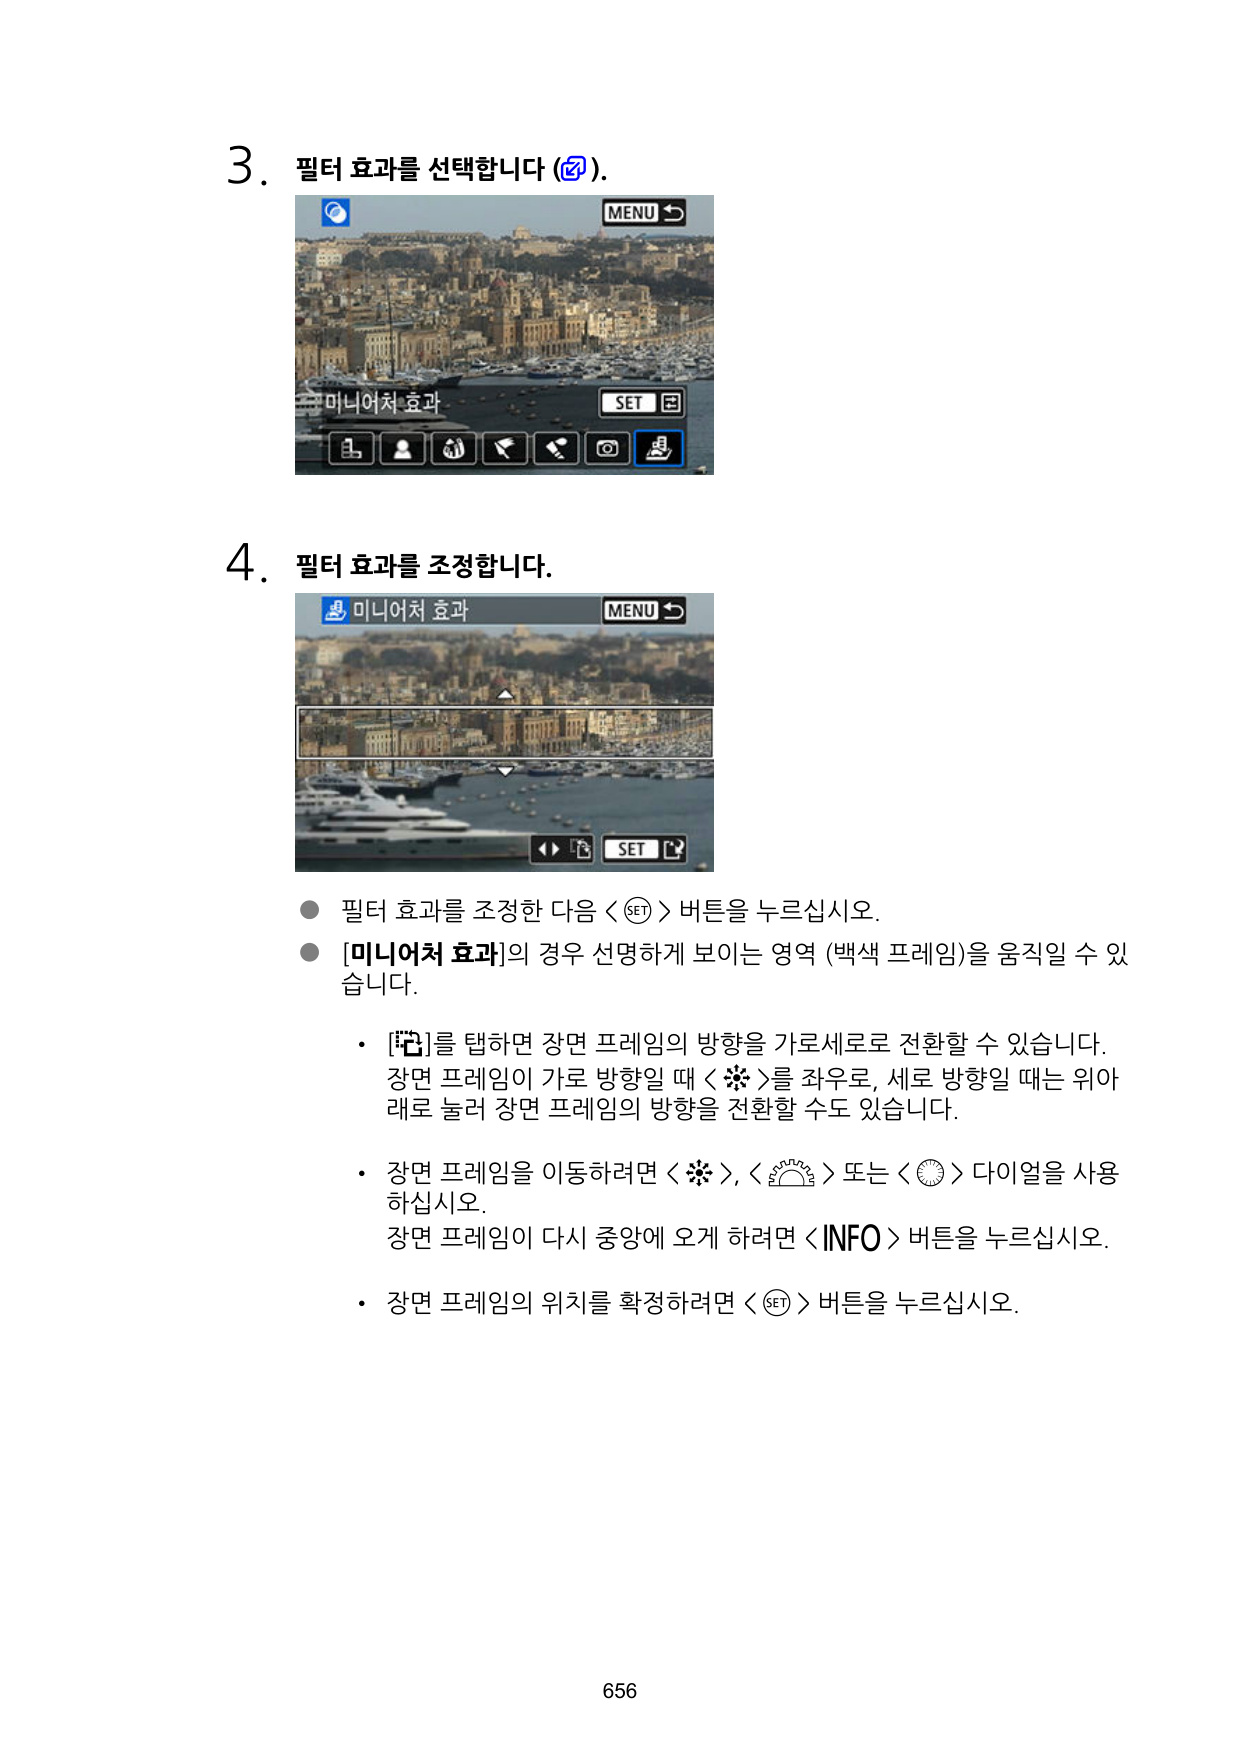 3. 필터 효과를 선택합니다 ( ).
MENU
미니어처 효과
SET
4. 필터 효과를 조정합니다.
미니어처 효과
MENU
SET
● 필터 효과를 조정한 다음 < SET > 버튼을 누르십시오.
● [미니어처 효과]의 경우 선명하게 보이는 영역 (백색 프레임)을 움직일 수 있
습니다.
• [ ]를 탭하면 장면 프레임의 방향을 가로세로로 전환할 수 있습니다.
장면 프레임이 가로 방향일 때 < >를 좌우로, 세로 방향일 때는 위아
래로 눌러 장면 프레임의 방향을 전환할 수도 있습니다.
• 장면 프레임을 이동하려면 < >, < > 또는 < > 다이얼을 사용
하십시오.
장면 프레임이 다시 중앙에 오게 하려면 < INFO > 버튼을 누르십시오.
• 장면 프레임의 위치를 확정하려면 < SET > 버튼을 누르십시오.
656